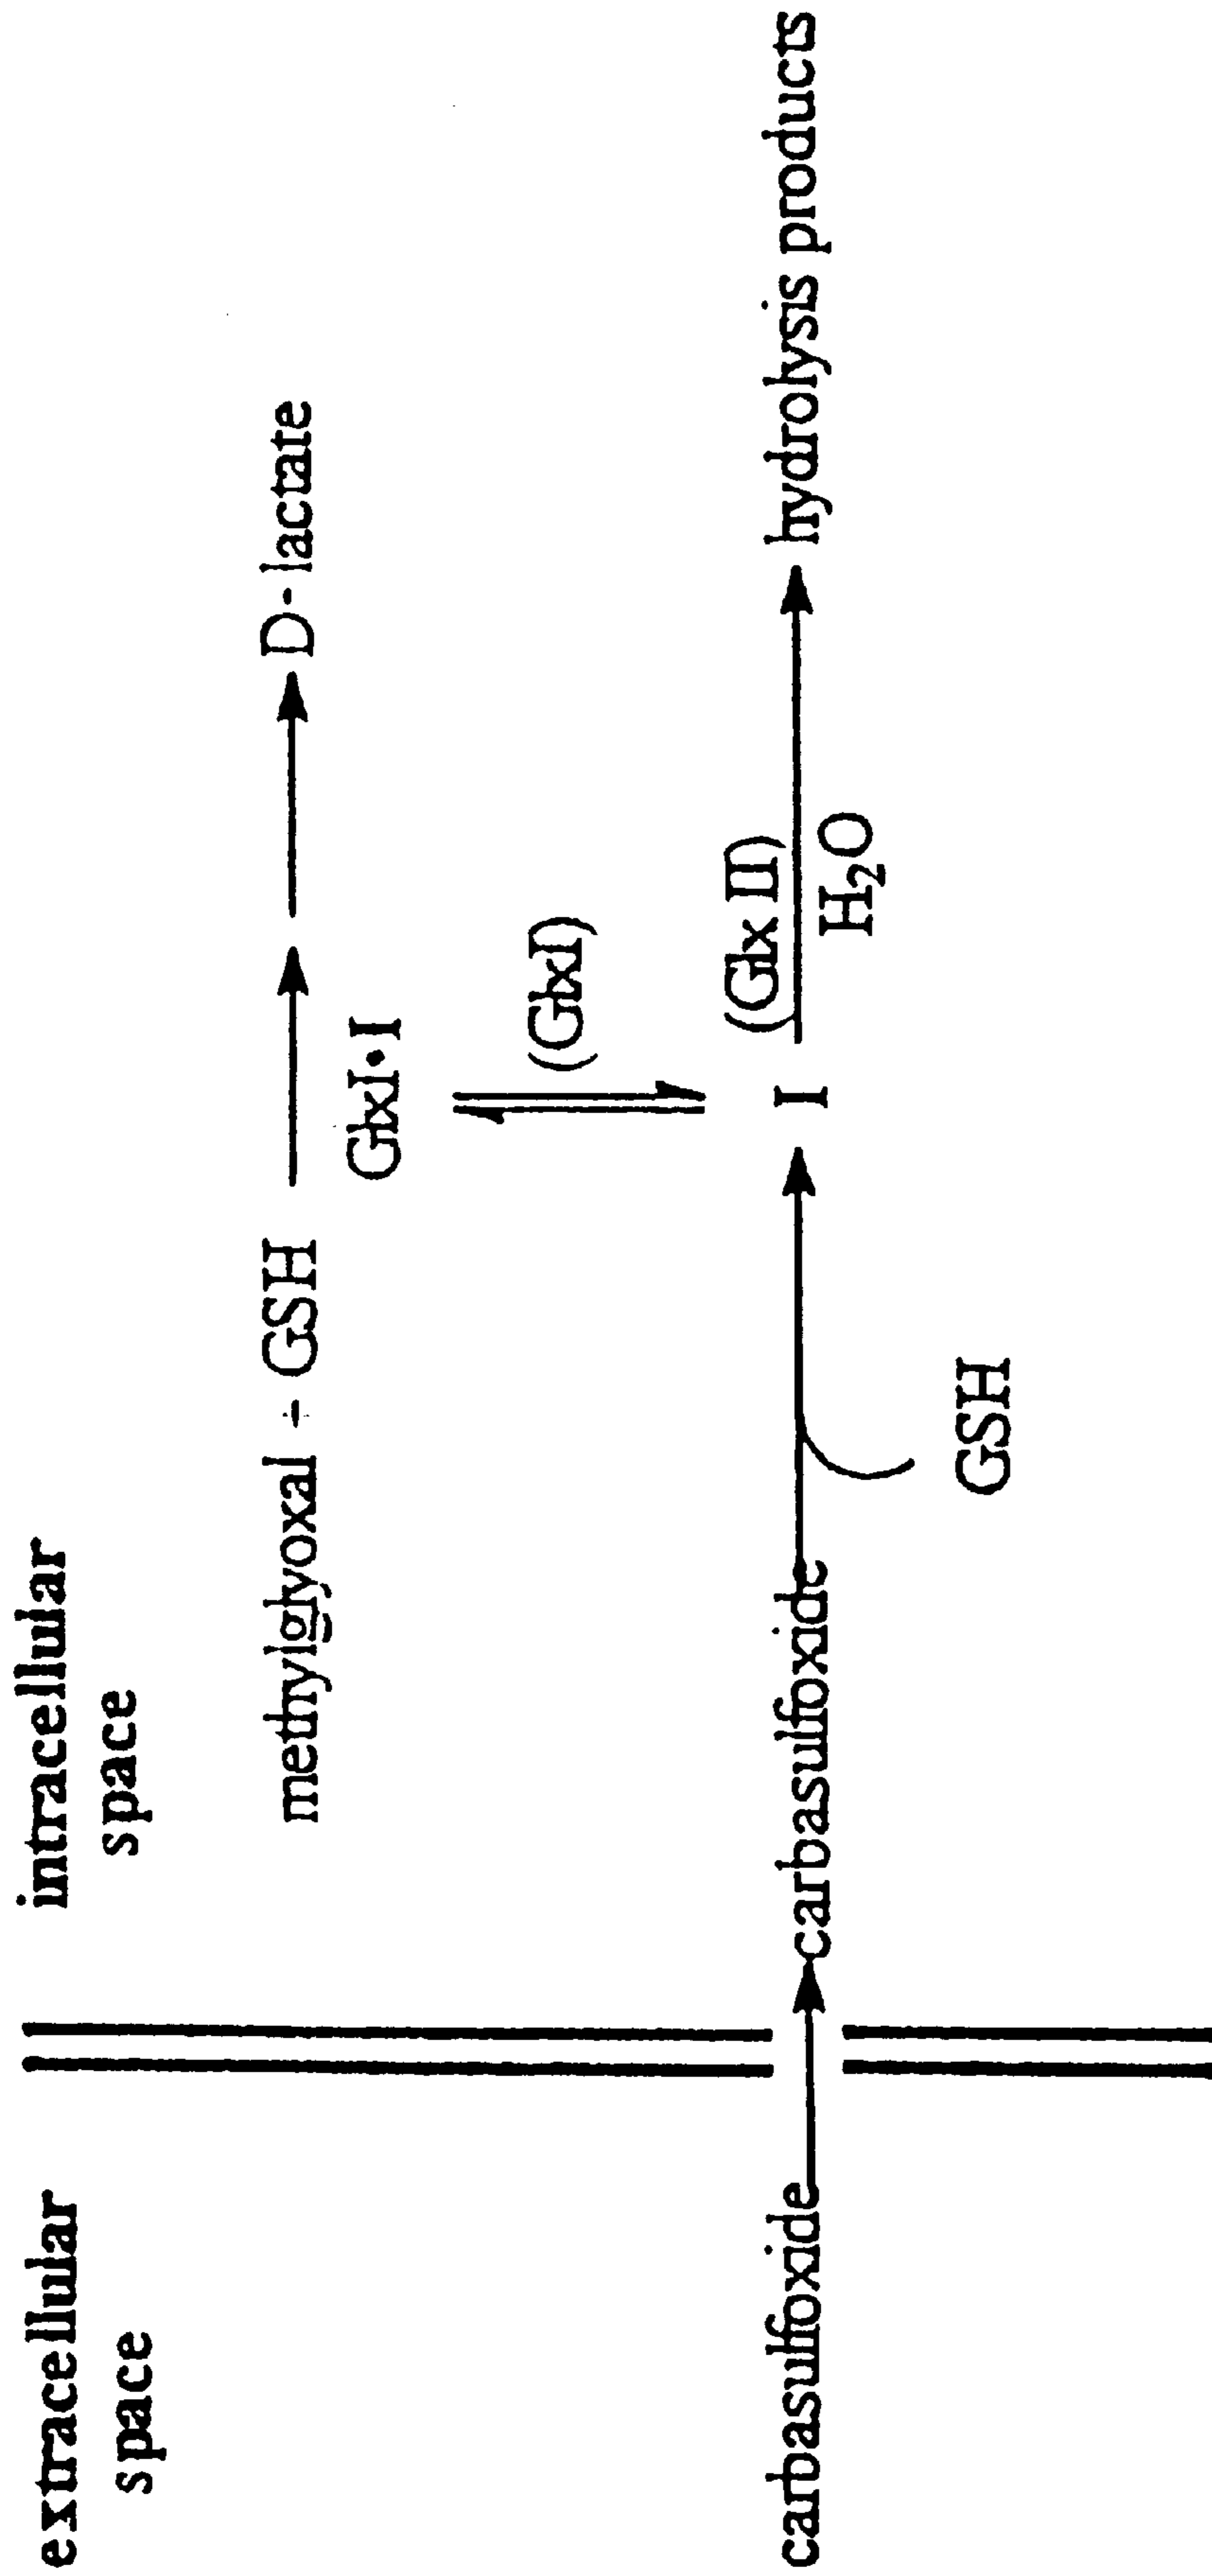 extracellular
space
intracellular
space
methylglyoxal + GSH
D-lactate
GlxI•I
(GlxI)
carbasulfoxide
carbasulfoxide
GSH
I
(Glx II)
H₂O
hydrolysis products